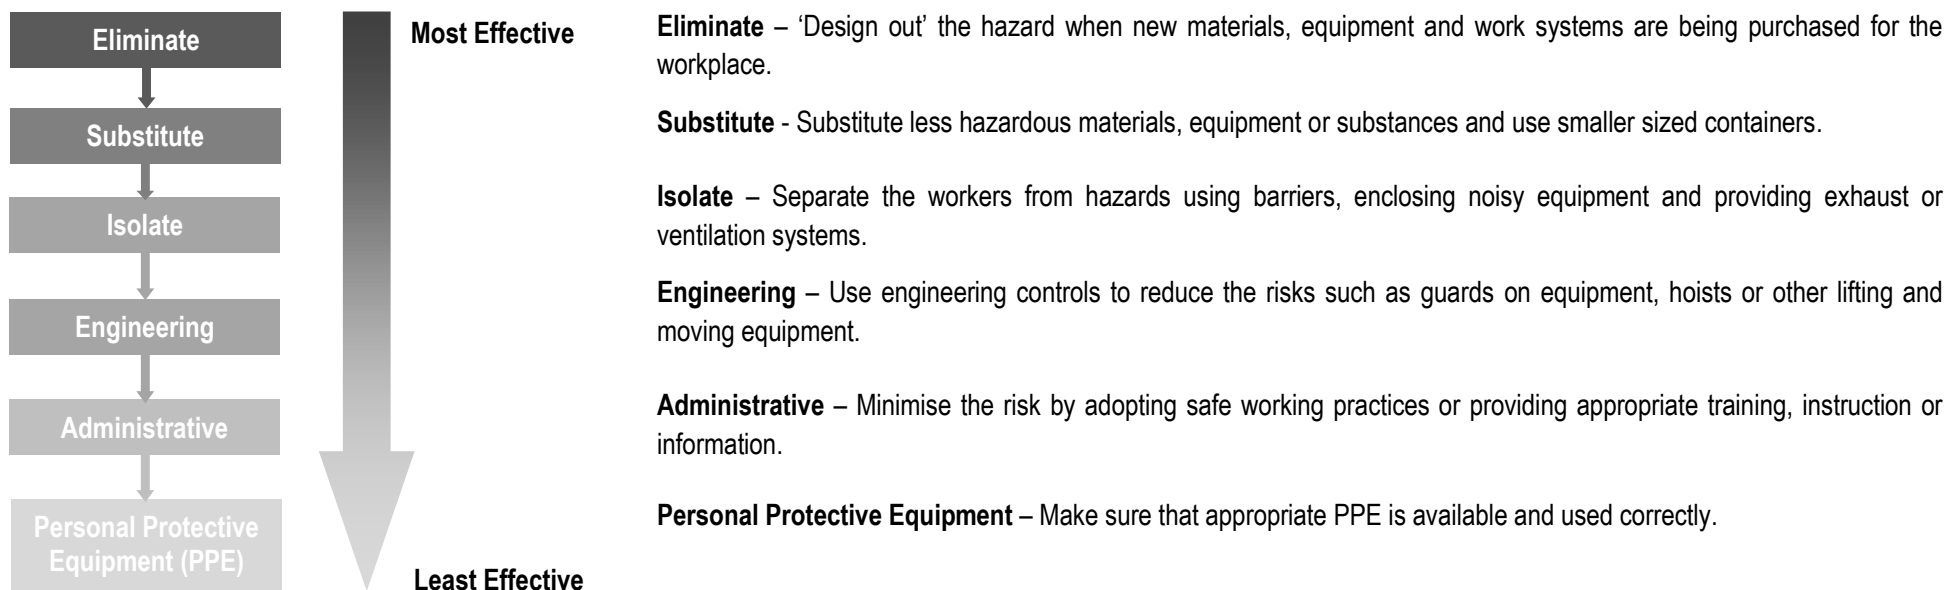 Eliminate
Substitute
Isolate
Engineering
Administrative
Personal Protective
Equipment (PPE)
Most Effective
Least Effective
Eliminate – ‘Design out’ the hazard when new materials, equipment and work systems are being purchased for the
workplace.
Substitute - Substitute less hazardous materials, equipment or substances and use smaller sized containers.
Isolate – Separate the workers from hazards using barriers, enclosing noisy equipment and providing exhaust or
ventilation systems.
Engineering – Use engineering controls to reduce the risks such as guards on equipment, hoists or other lifting and
moving equipment.
Administrative – Minimise the risk by adopting safe working practices or providing appropriate training, instruction or
information.
Personal Protective Equipment – Make sure that appropriate PPE is available and used correctly.